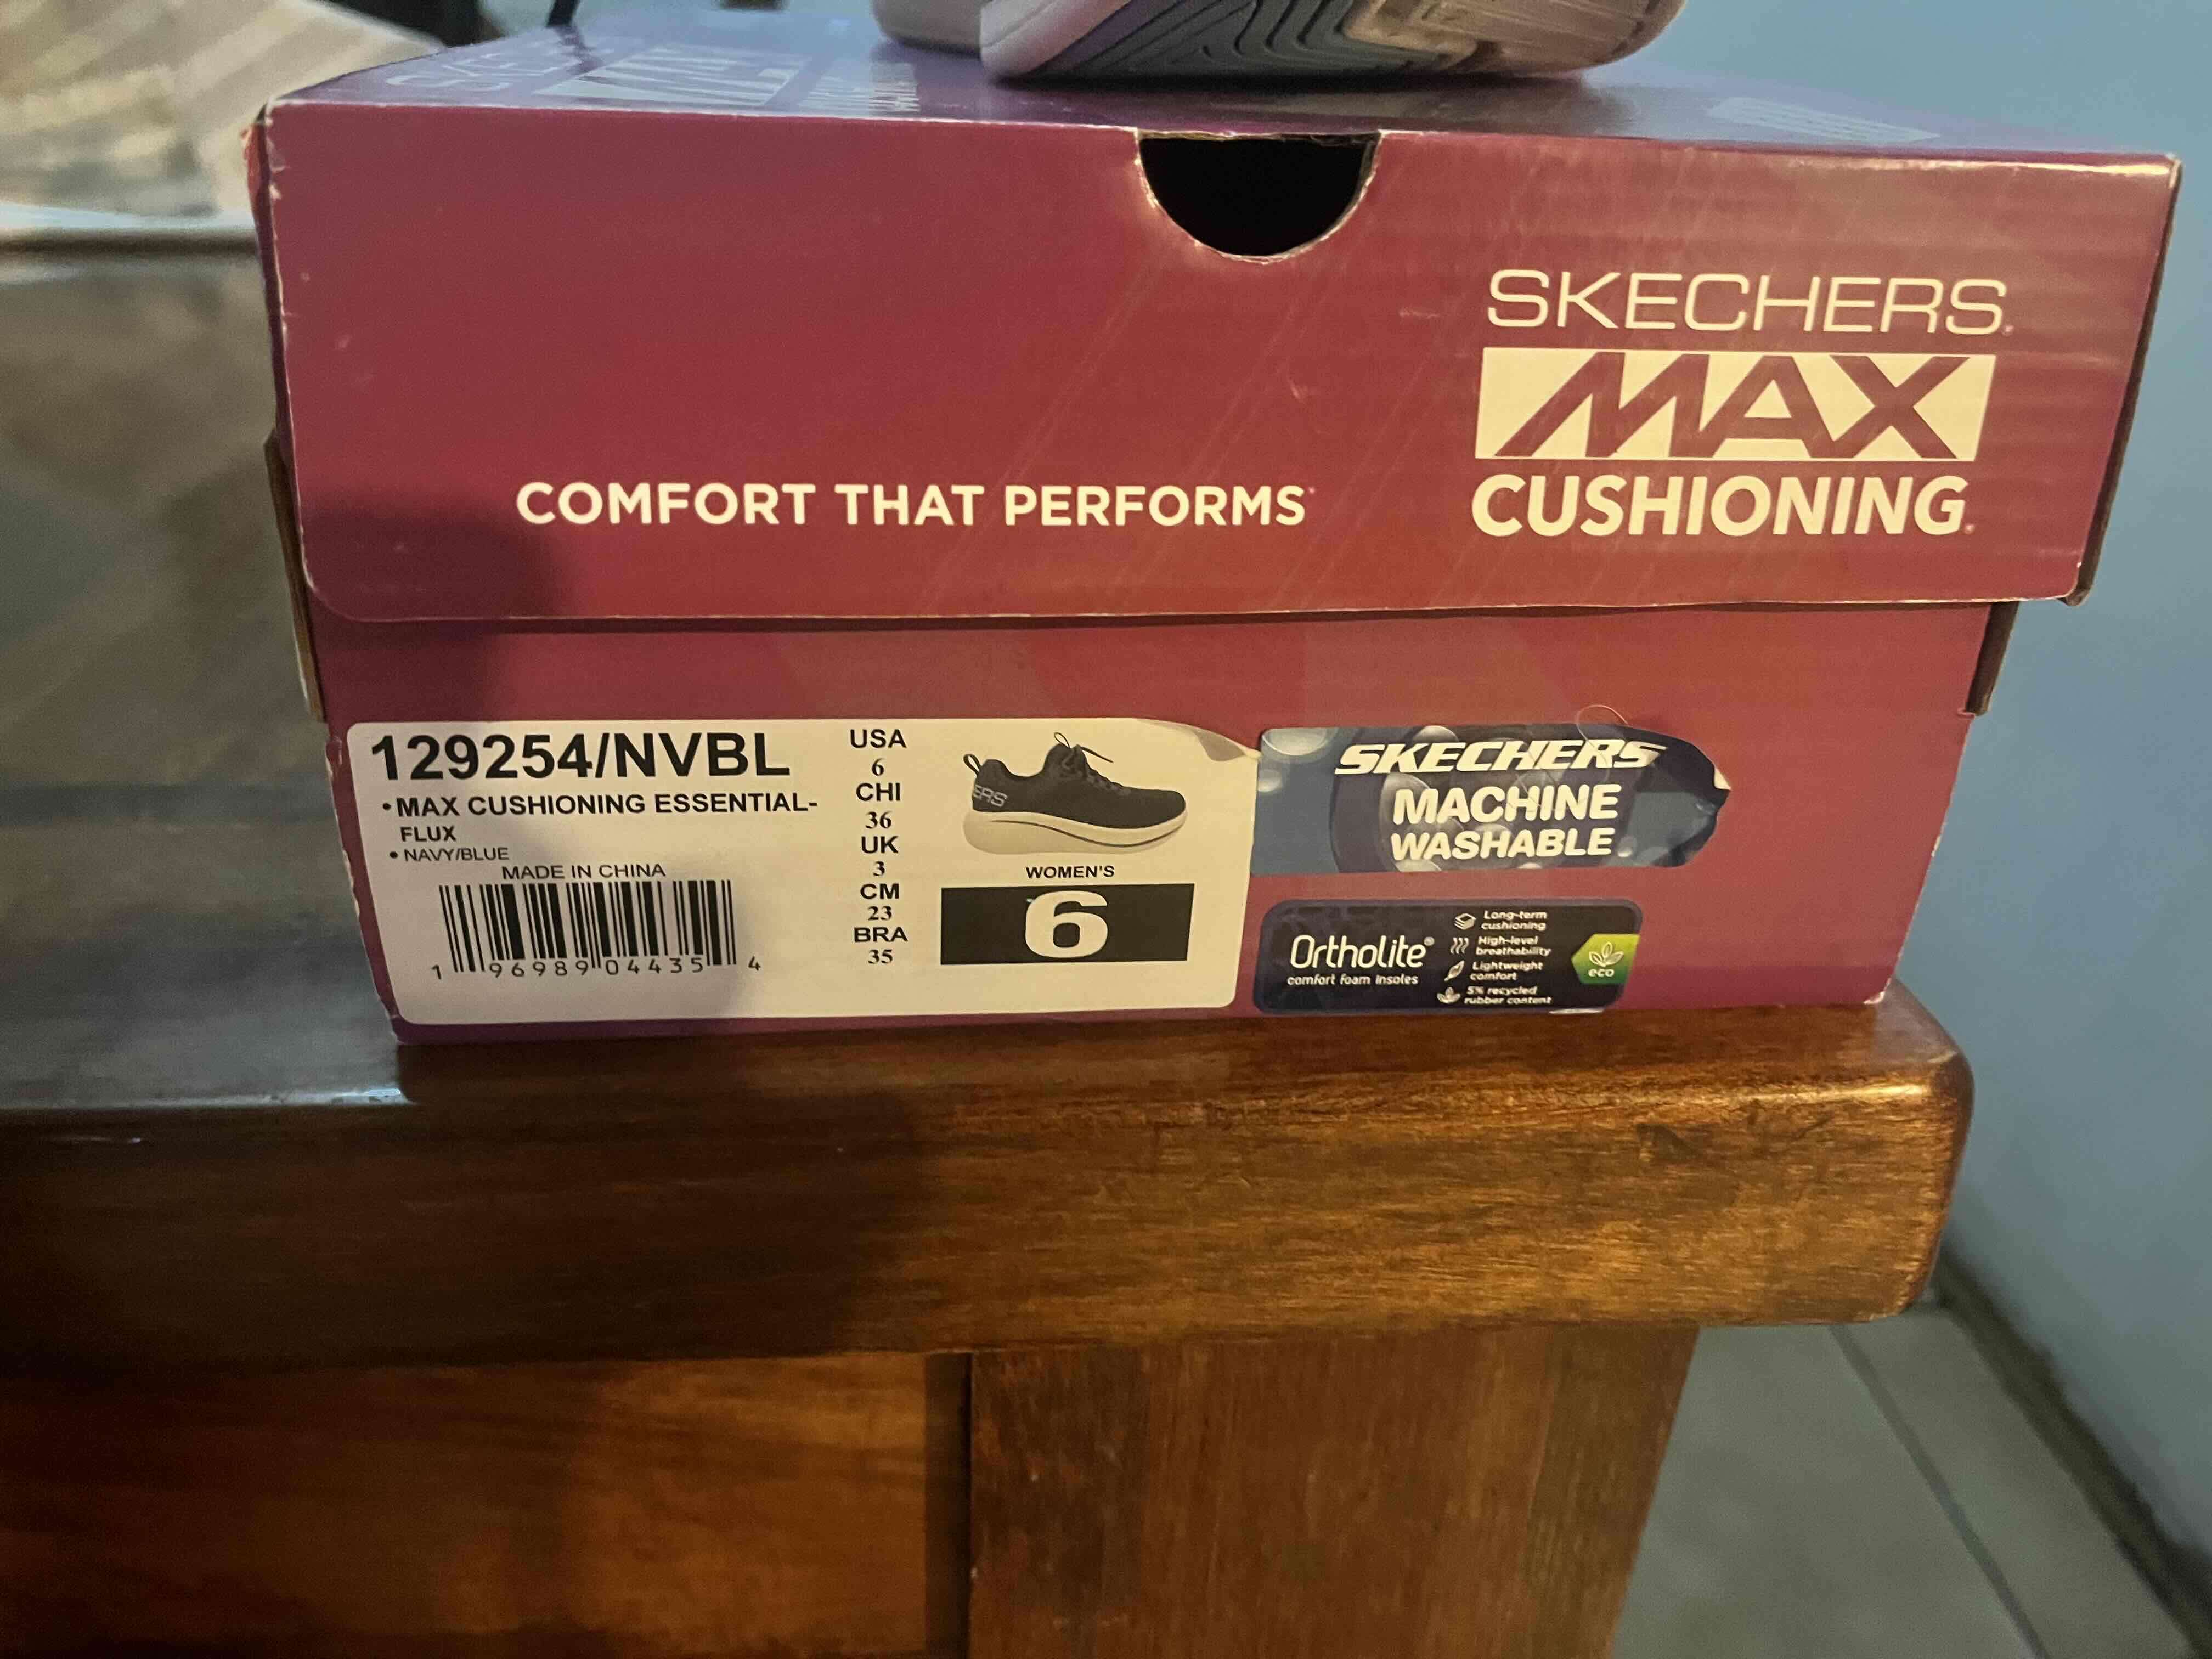 SKECHERS
MAX
CUSHIONING
COMFORT THAT PERFORMS
129254/NVBL
• MAX CUSHIONING ESSENTIAL-
FLUX
• NAVY/BLUE
MADE IN CHINA
1 96989 04435 4
USA
6
CHI
36
UK
3
CM
23
BRA
35
ERS
WOMEN'S
6
SKECHERS
MACHINE
WASHABLE
Ortholite®
comfort foam insoles
Long-term
cushioning
High-level
breathability
Lightweight
comfort
5% recycled
rubber content
eco